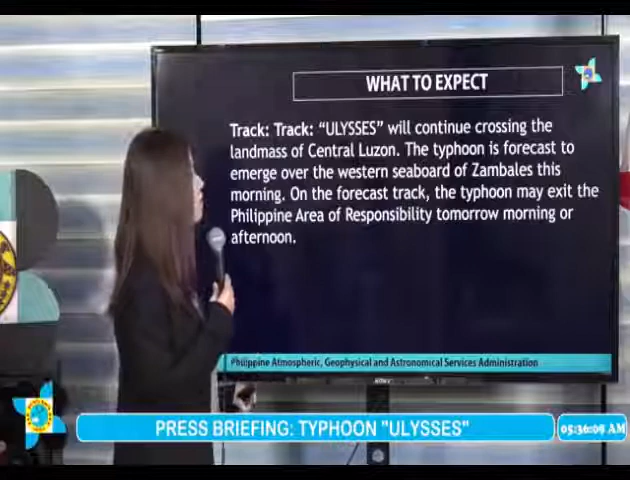 WHAT TO EXPECT
Track: Track: “ULYSSES” will continue crossing the
landmass of Central Luzon. The typhoon is forecast to
emerge over the western seaboard of Zambales this
morning. On the forecast track, the typhoon may exit the
Philippine Area of Responsibility tomorrow morning or
afternoon.
Philippine Atmospheric, Geophysical and Astronomical Services Administration
SONY
PRESS BRIEFING: TYPHOON "ULYSSES"
05:36:09 AM